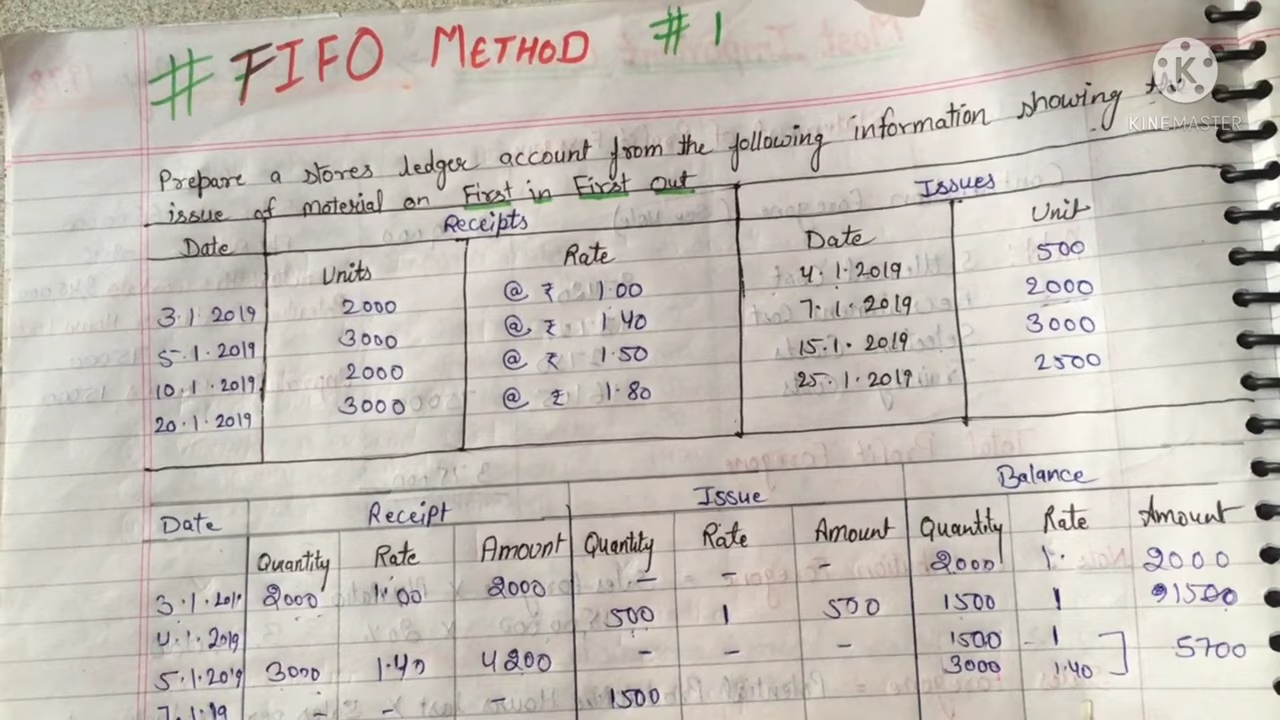 # FIFO METHOD #1
KINEMASTER
Prepare a stores ledger account from the following information showing the
issue of material on First in First Out
Receipts Issues
Date Units Rate Date Unit
3.1.2019 2000 @ ₹ 1.00 4.1.2019 500
5.1.2019 3000 @ ₹ 1.40 7.1.2019 2000
10.1.2019 2000 @ ₹ 1.50 15.1.2019 3000
20.1.2019 3000 @ ₹ 1.80 25.1.2019 2500
Date Receipt Issue Balance
Quantity Rate Amount Quantity Rate Amount Quantity Rate Amount
3.1.2019 2000 1.00 2000 - - - 2000 1. 2000
4.1.2019 500 1 500 1500 1 1500
5.1.2019 3000 1.40 4200 - - - 1500 - 1 5700
3000 1.40
7.1.19 - - - 1500